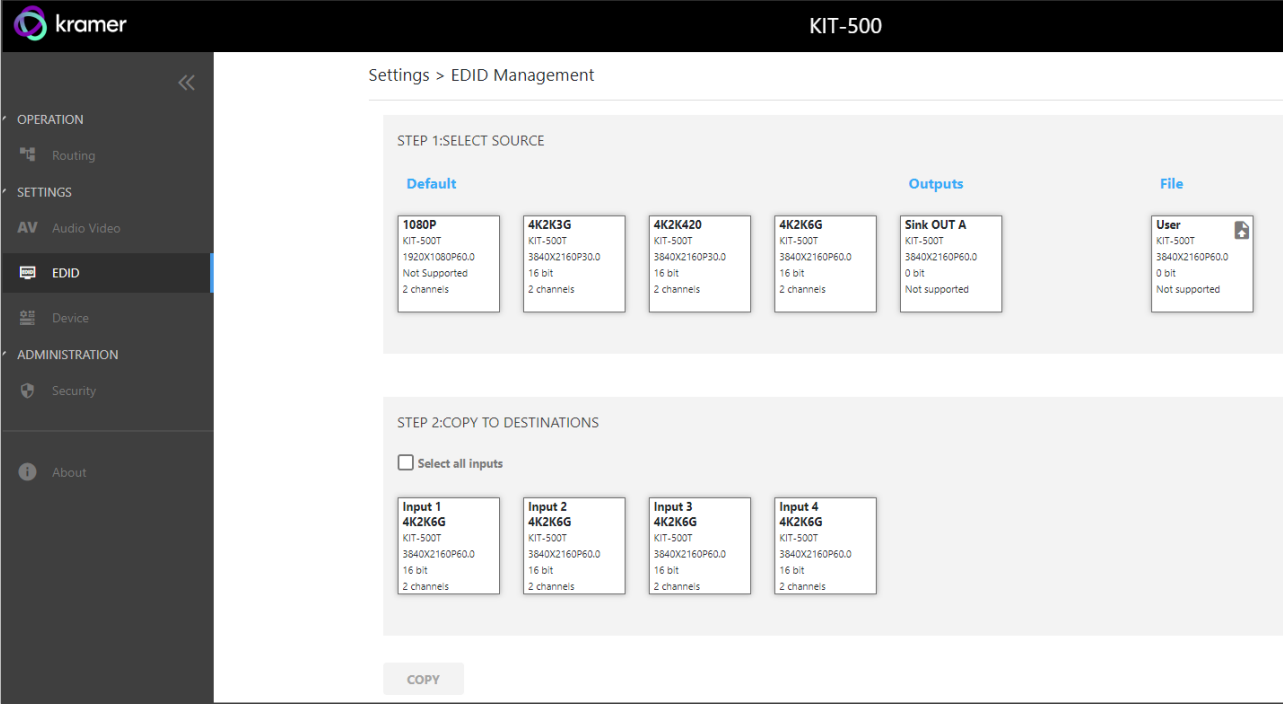 kramer
KIT-500
OPERATION
Routing
SETTINGS
AV Audio Video
EDID
Device
ADMINISTRATION
Security
About
Settings > EDID Management
STEP 1:SELECT SOURCE
Default
Outputs
File
1080P
KIT-500T
1920X1080P60.0
Not Supported
2 channels
4K2K3G
KIT-500T
3840X2160P30.0
16 bit
2 channels
4K2K420
KIT-500T
3840X2160P30.0
16 bit
2 channels
4K2K6G
KIT-500T
3840X2160P60.0
16 bit
2 channels
Sink OUT A
KIT-500T
3840X2160P60.0
0 bit
Not supported
User
KIT-500T
3840X2160P60.0
0 bit
Not supported
STEP 2:COPY TO DESTINATIONS
Select all inputs
Input 1
4K2K6G
KIT-500T
3840X2160P60.0
16 bit
2 channels
Input 2
4K2K6G
KIT-500T
3840X2160P60.0
16 bit
2 channels
Input 3
4K2K6G
KIT-500T
3840X2160P60.0
16 bit
2 channels
Input 4
4K2K6G
KIT-500T
3840X2160P60.0
16 bit
2 channels
COPY